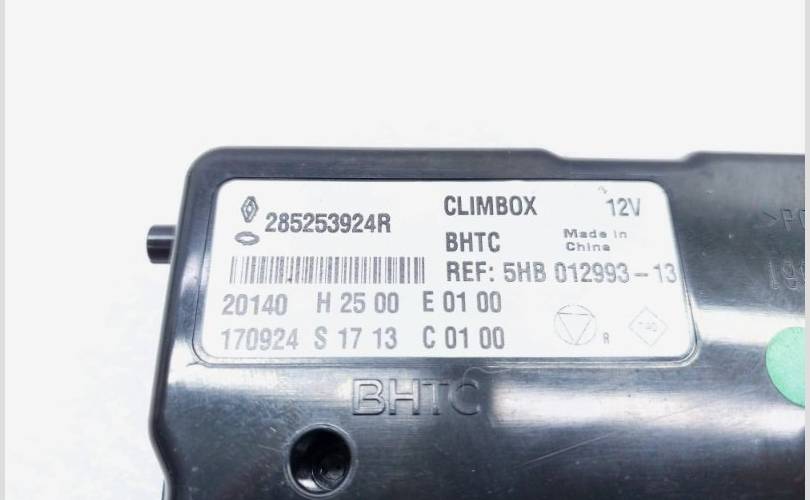 285253924R
CLIMBOX 12V
BHTC Made in
China
REF: 5HB 012993-13
20140 H 25 00 E 01 00
170924 S 17 13 C 01 00
R
BHTC